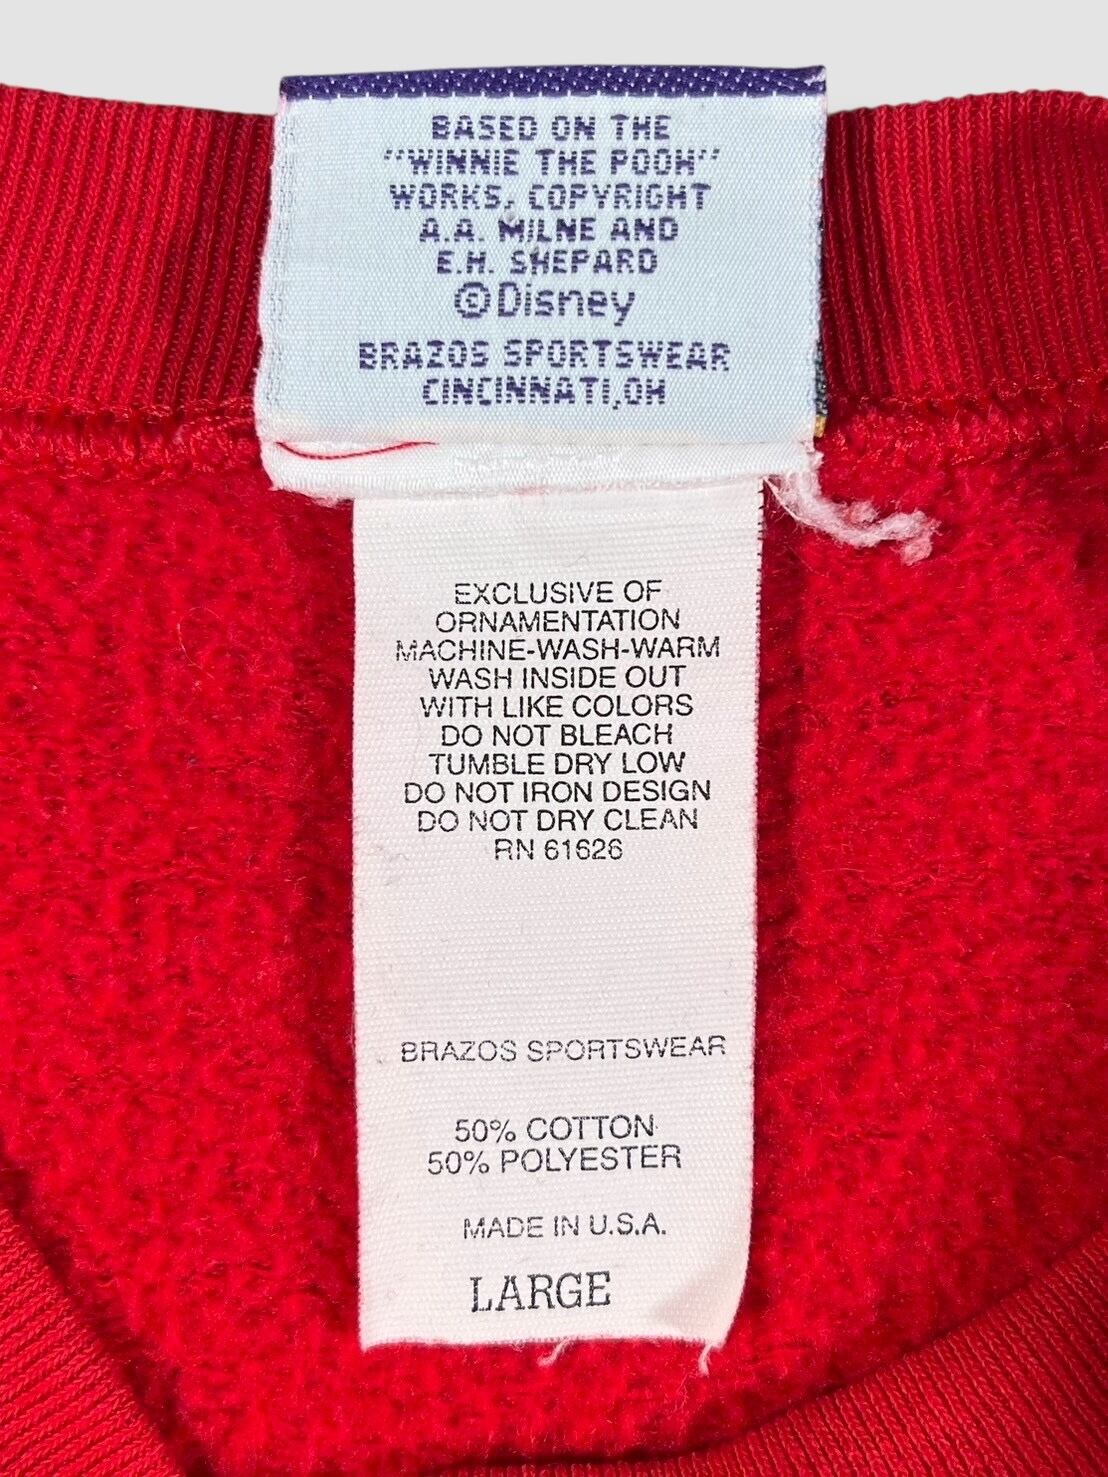 BASED ON THE
"WINNIE THE POOH"
WORKS, COPYRIGHT
A.A. MILNE AND
E.H. SHEPARD
©Disney
BRAZOS SPORTSWEAR
CINCINNATI,OH
EXCLUSIVE OF
ORNAMENTATION
MACHINE-WASH-WARM
WASH INSIDE OUT
WITH LIKE COLORS
DO NOT BLEACH
TUMBLE DRY LOW
DO NOT IRON DESIGN
DO NOT DRY CLEAN
RN 61626
BRAZOS SPORTSWEAR
50% COTTON
50% POLYESTER
MADE IN U.S.A.
LARGE